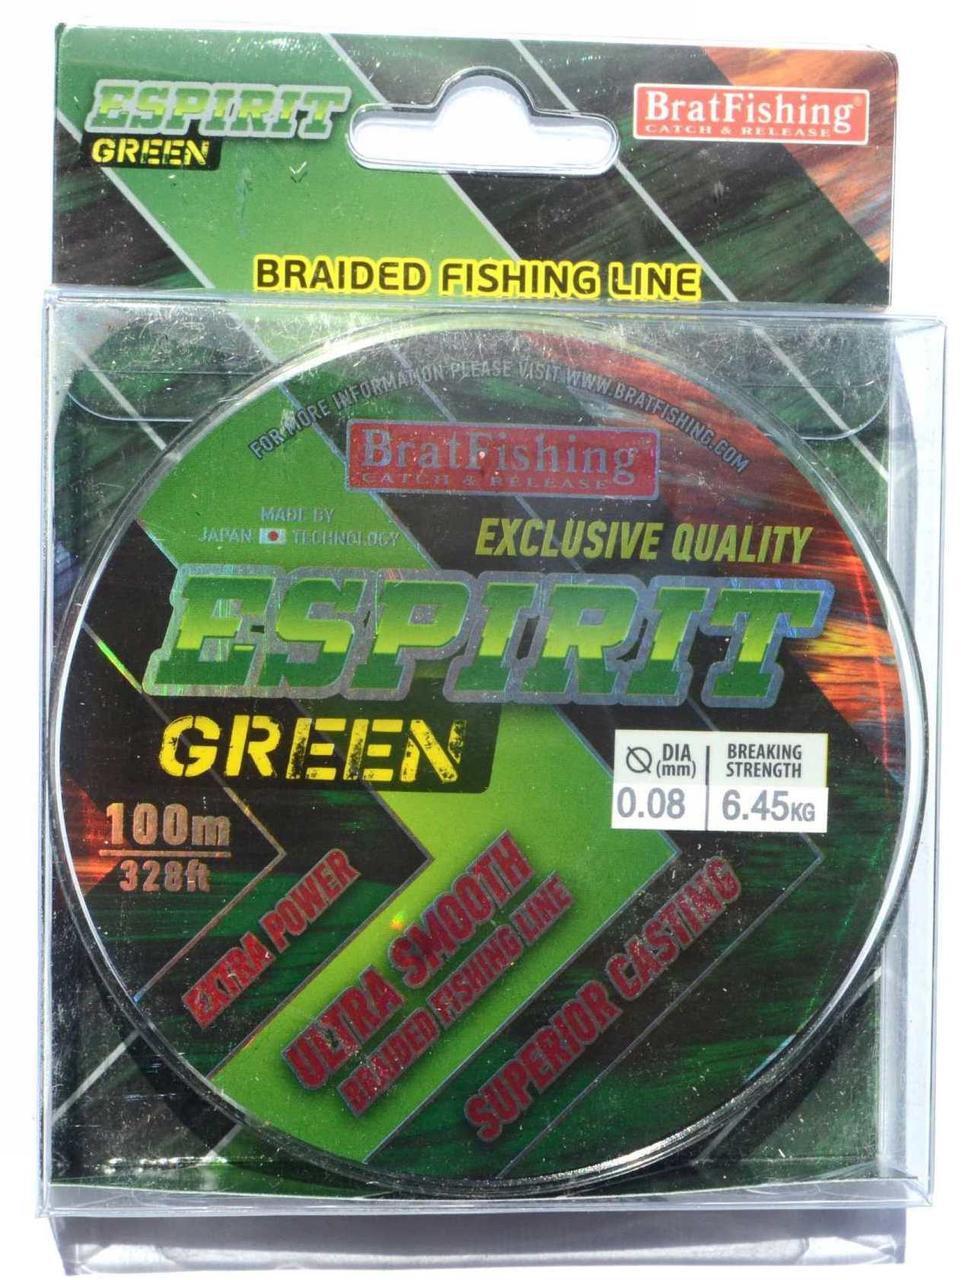 ESPIRIT
GREEN
BratFishing®
CATCH & RELEASE
BRAIDED FISHING LINE
FOR MORE INFORMATION PLEASE VISIT WWW.BRATFISHING.COM
BratFishing
CATCH & RELEASE
MADE BY
JAPAN TECHNOLOGY
EXCLUSIVE QUALITY
ESPIRIT
GREEN
DIA (mm)
BREAKING STRENGTH
0.08
6.45KG
100m
328ft
EXTRA POWER
ULTRA SMOOTH
BRAIDED FISHING LINE
SUPERIOR CASTING